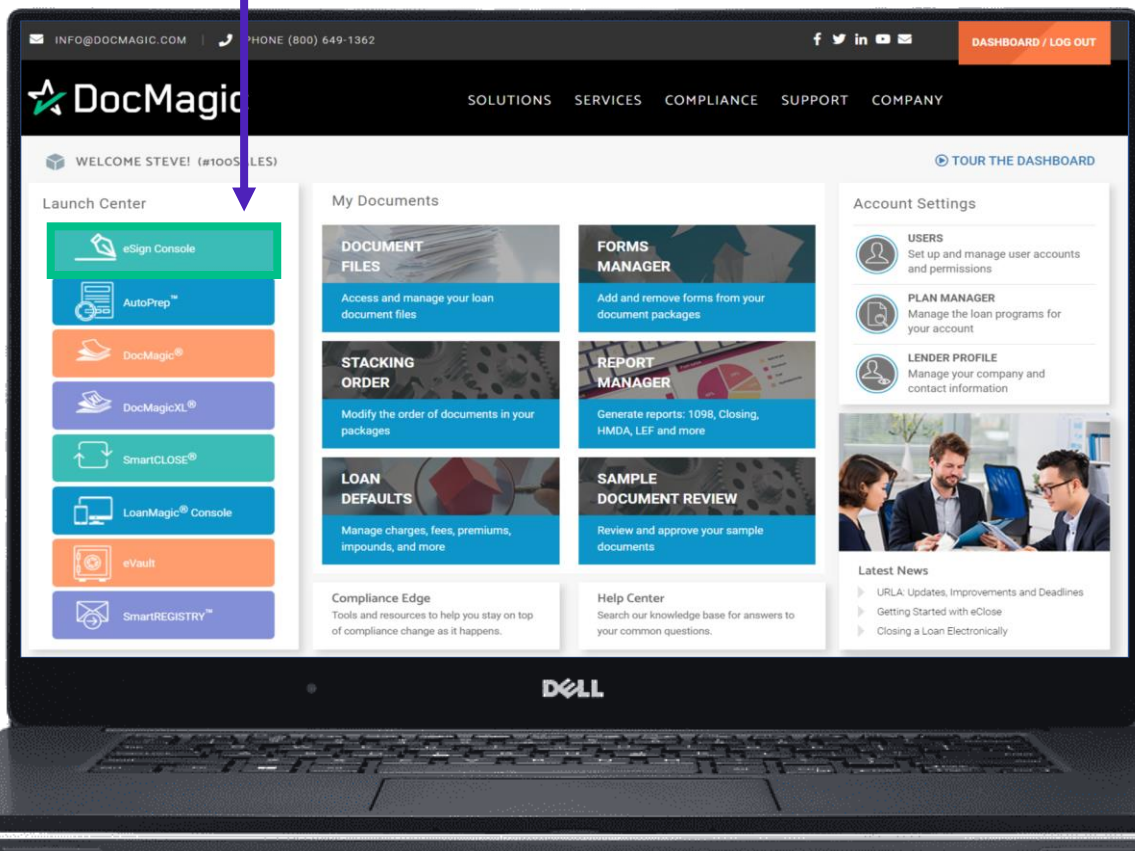 INFO@DOCMAGIC.COM | PHONE (800) 649-1362
DASHBOARD / LOG OUT
DocMagic
SOLUTIONS SERVICES COMPLIANCE SUPPORT COMPANY
WELCOME STEVE! (#100SALES)
TOUR THE DASHBOARD
Launch Center
eSign Console
AutoPrep™
DocMagic®
DocMagicXL®
SmartCLOSE®
LoanMagic® Console
eVault
SmartREGISTRY™
My Documents
DOCUMENT
FILES
Access and manage your loan
document files
FORMS
MANAGER
Add and remove forms from your
document packages
STACKING
ORDER
Modify the order of documents in your
packages
REPORT
MANAGER
Generate reports: 1098, Closing,
HMDA, LEF and more
LOAN
DEFAULTS
Manage charges, fees, premiums,
impounds, and more
SAMPLE
DOCUMENT REVIEW
Review and approve your sample
documents
Compliance Edge
Tools and resources to help you stay on top
of compliance change as it happens.
Help Center
Search our knowledge base for answers to
your common questions.
Account Settings
USERS
Set up and manage user accounts
and permissions
PLAN MANAGER
Manage the loan programs for
your account
LENDER PROFILE
Manage your company and
contact information
Latest News
URLA: Updates, Improvements and Deadlines
Getting Started with eClose
Closing a Loan Electronically
DELL